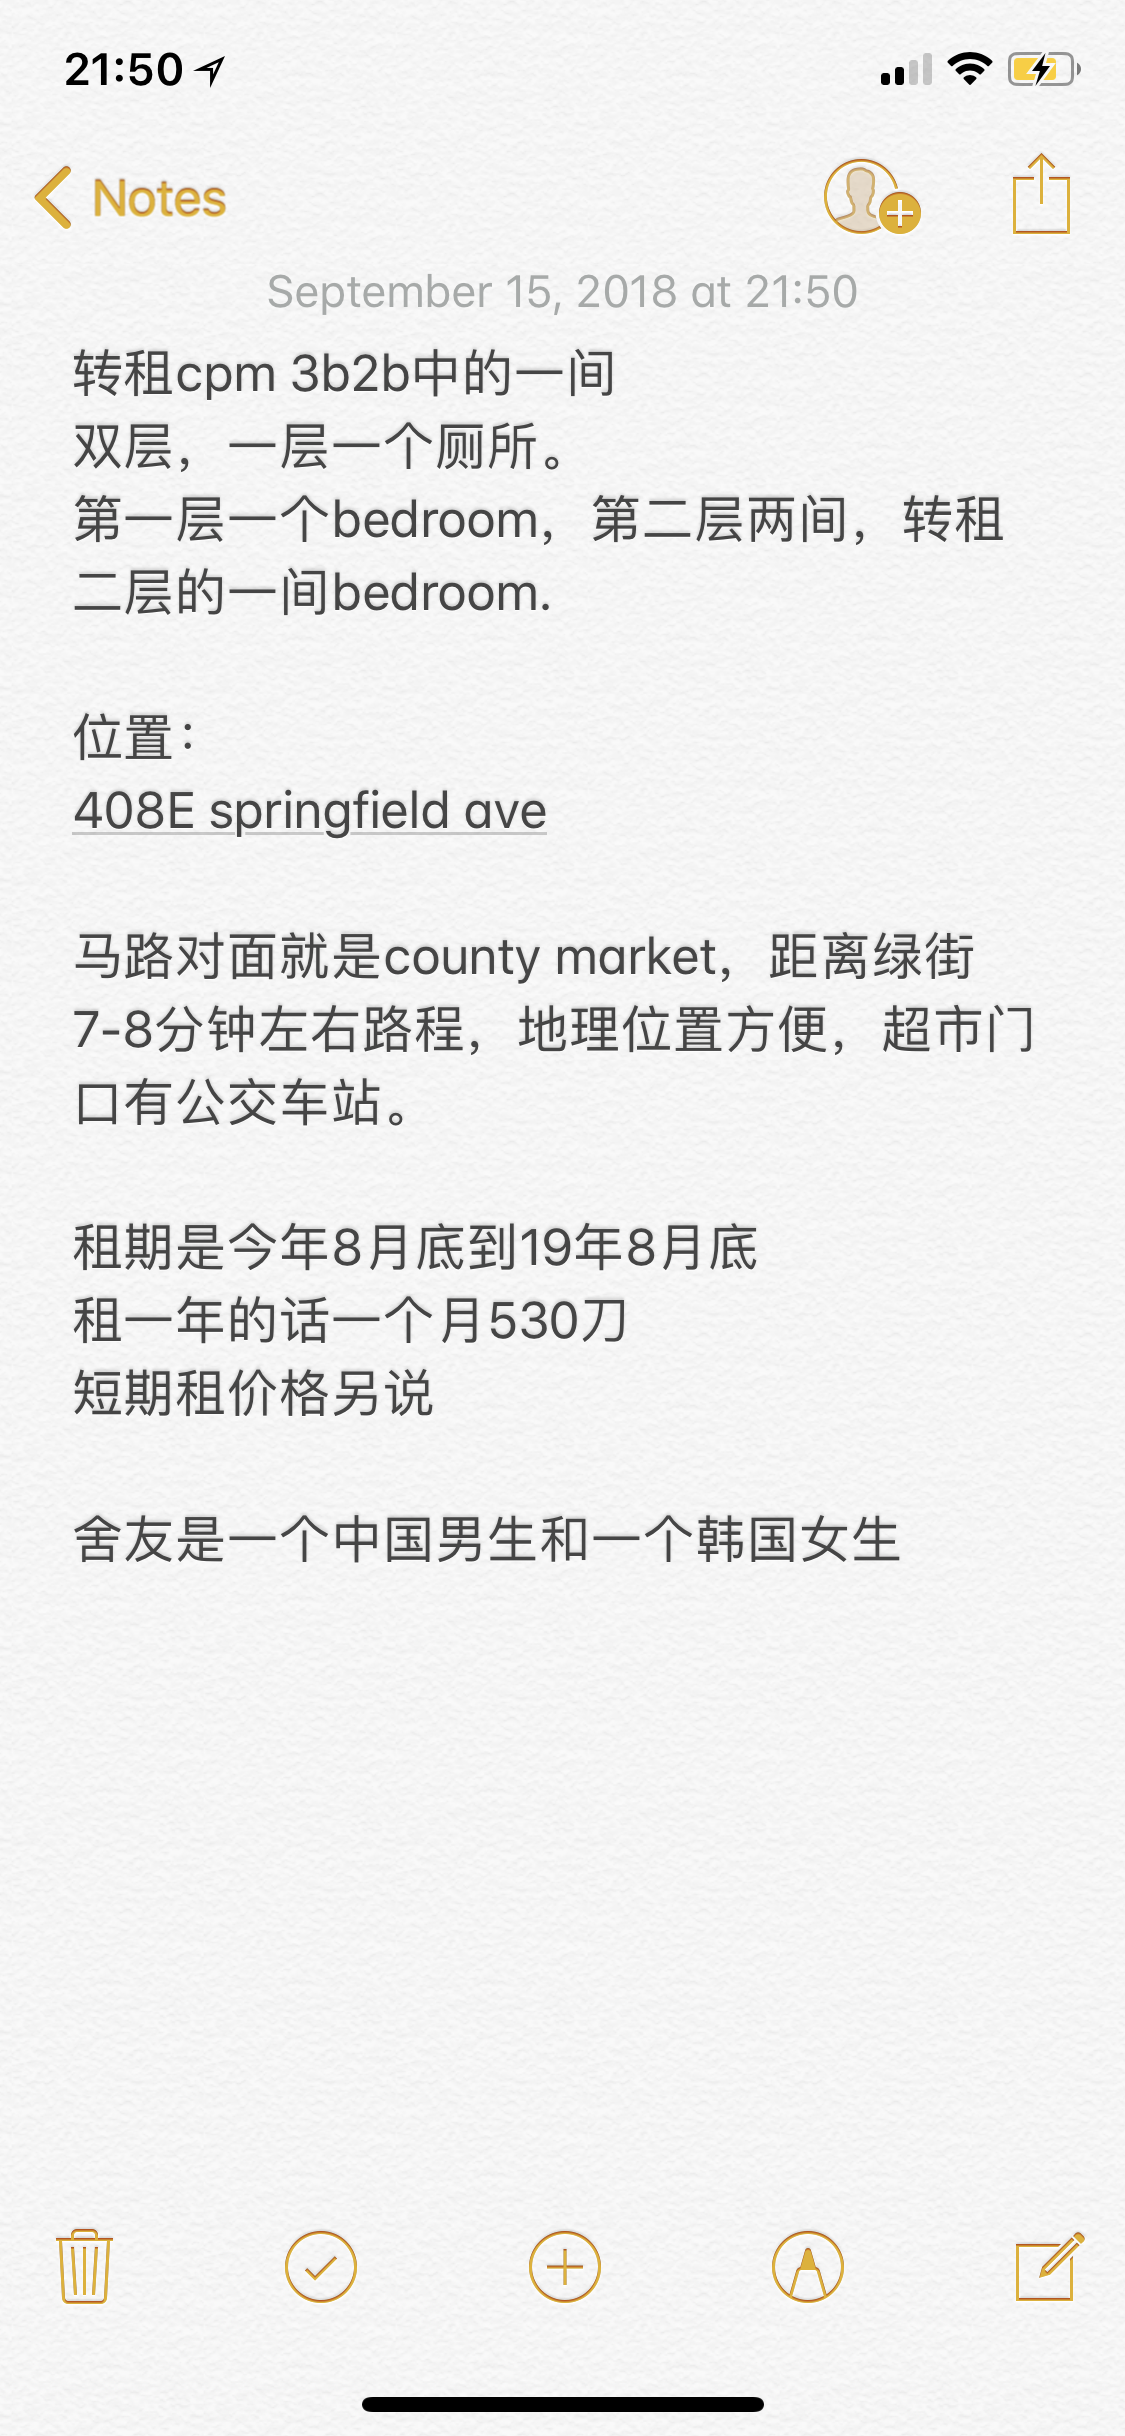 21:50
Notes
September 15, 2018 at 21:50
转租cpm 3b2b中的一间
双层，一层一个厕所。
第一层一个bedroom，第二层两间，转租
二层的一间bedroom.
位置：
408E springfield ave
马路对面就是county market，距离绿街
7-8分钟左右路程，地理位置方便，超市门
口有公交车站。
租期是今年8月底到19年8月底
租一年的话一个月530刀
短期租价格另说
舍友是一个中国男生和一个韩国女生